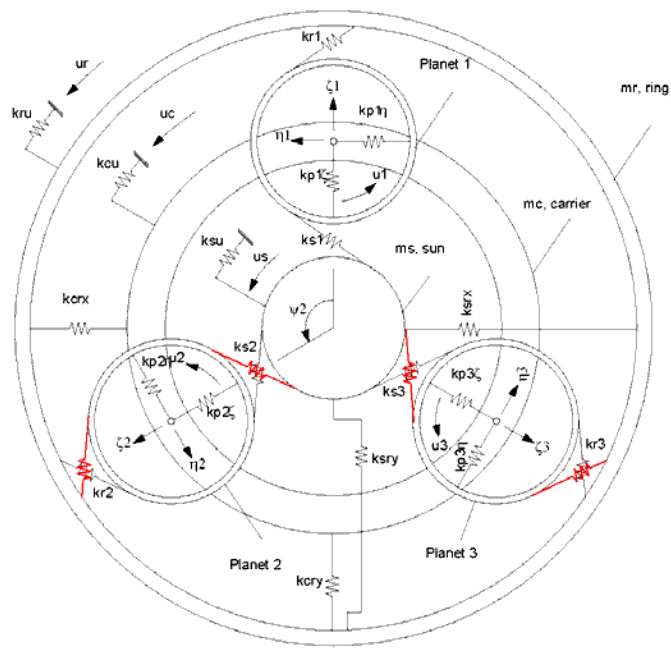 kr1
Planet 1
ur
mr, ring
kru
ζ1
uc
kp1η
η1
kcu
kp1ζ
u1
mc, carrier
ksu
ks1
ms, sun
us
ksrx
kcrx
ψ2
ks2
kp2η
u2
kp3ζ
η3
ks3
kp2ζ
ζ2
u3
ζ3
kr3
η2
kp3η
ksry
kr2
Planet 2
Planet 3
kcry